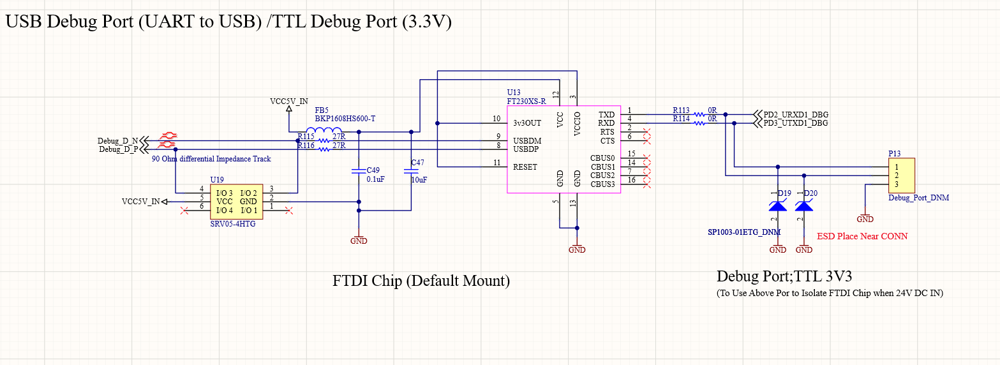 USB Debug Port (UART to USB) /TTL Debug Port (3.3V)
VCC5V_IN
FB5
BKP1608HS600-T
U13
FT230XS-R
12
3
VCC
VCCIO
10
3v3OUT
9
USBDM
8
USBDP
11
RESET
TXD
1
RXD
4
RTS
2
CTS
6
CBUS0
15
CBUS1
14
CBUS2
7
CBUS3
16
GND
GND
5
13
GND
R113
0R
R114
0R
PD2_URXD1_DBG
PD3_UTXD1_DBG
Debug_D_N
Debug_D_P
R115
27R
R116
27R
90 Ohm differential Impedance Track
C49
0.1uF
C47
10uF
GND
U19
4
I/O 3
I/O 2
3
VCC5V_IN
5
VCC
GND
2
6
I/O 4
I/O 1
1
SRV05-4HTG
P13
1
2
3
Debug_Port_DNM
GND
1
D19
2
1
D20
2
SP1003-01ETG_DNM
GND
GND
ESD Place Near CONN
FTDI Chip (Default Mount)
Debug Port;TTL 3V3
(To Use Above Por to Isolate FTDI Chip when 24V DC IN)